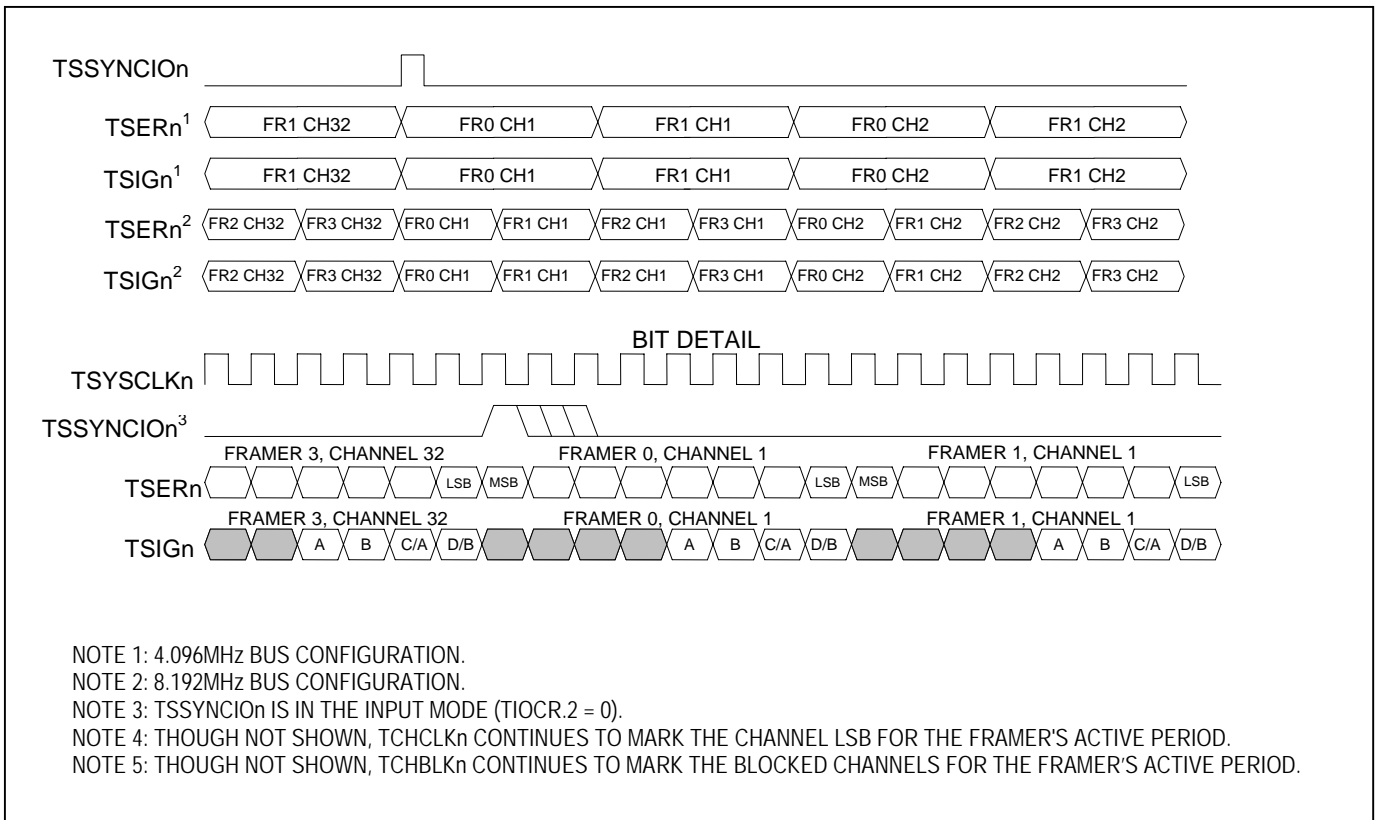 TSSYNCIOn
TSERn1 FR1 CH32 FR0 CH1 FR1 CH1 FR0 CH2 FR1 CH2
TSIGn1 FR1 CH32 FR0 CH1 FR1 CH1 FR0 CH2 FR1 CH2
TSERn2 FR2 CH32 FR3 CH32 FR0 CH1 FR1 CH1 FR2 CH1 FR3 CH1 FR0 CH2 FR1 CH2 FR2 CH2 FR3 CH2
TSIGn2 FR2 CH32 FR3 CH32 FR0 CH1 FR1 CH1 FR2 CH1 FR3 CH1 FR0 CH2 FR1 CH2 FR2 CH2 FR3 CH2
BIT DETAIL
TSYSCLKn
TSSYNCIOn3
FRAMER 3, CHANNEL 32 FRAMER 0, CHANNEL 1 FRAMER 1, CHANNEL 1
TSERn LSB MSB LSB MSB LSB
FRAMER 3, CHANNEL 32 FRAMER 0, CHANNEL 1 FRAMER 1, CHANNEL 1
TSIGn A B C/A D/B A B C/A D/B A B C/A D/B
NOTE 1: 4.096MHz BUS CONFIGURATION.
NOTE 2: 8.192MHz BUS CONFIGURATION.
NOTE 3: TSSYNCIOn IS IN THE INPUT MODE (TIOCR.2 = 0).
NOTE 4: THOUGH NOT SHOWN, TCHCLKn CONTINUES TO MARK THE CHANNEL LSB FOR THE FRAMER'S ACTIVE PERIOD.
NOTE 5: THOUGH NOT SHOWN, TCHBLKn CONTINUES TO MARK THE BLOCKED CHANNELS FOR THE FRAMER’S ACTIVE PERIOD.